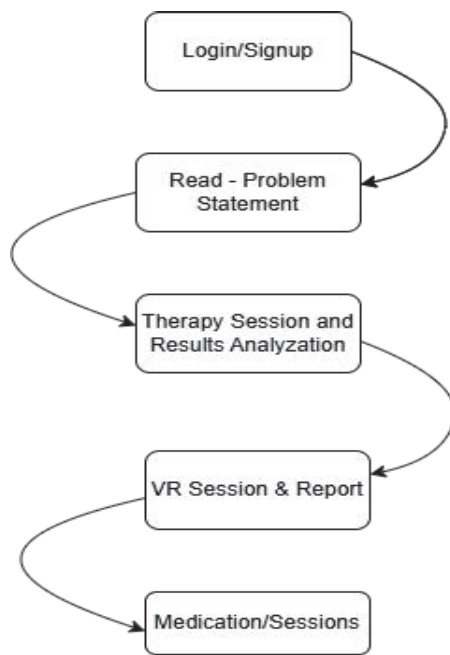 Login/Signup
Read - Problem
Statement
Therapy Session and
Results Analyzation
VR Session & Report
Medication/Sessions